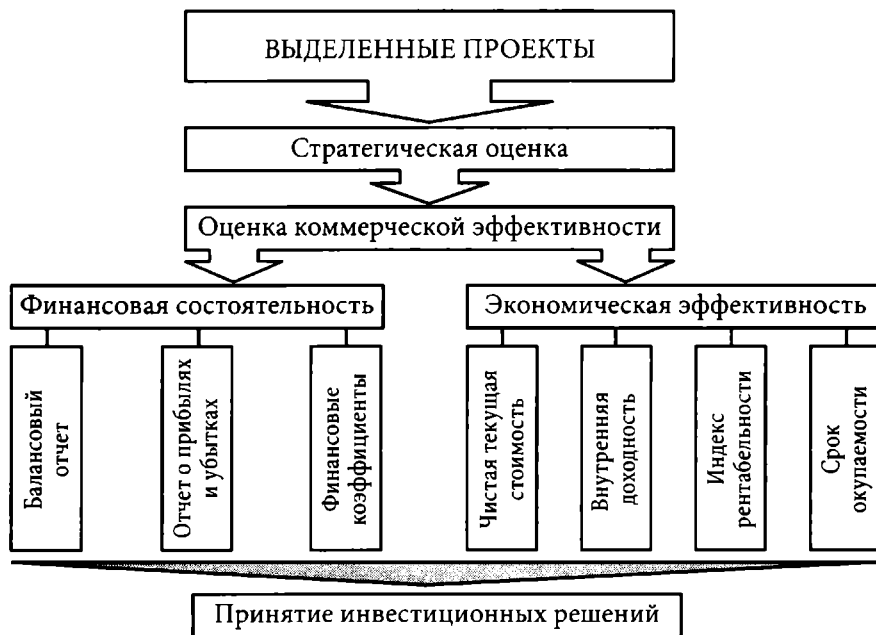 ВЫДЕЛЕННЫЕ ПРОЕКТЫ
Стратегическая оценка
Оценка коммерческой эффективности
Финансовая состоятельность
Экономическая эффективность
Балансовый
отчет
Отчет о прибылях
и убытках
Финансовые
коэффициенты
Чистая текущая
стоимость
Внутренняя
доходность
Индекс
рентабельности
Срок
окупаемости
Принятие инвестиционных решений